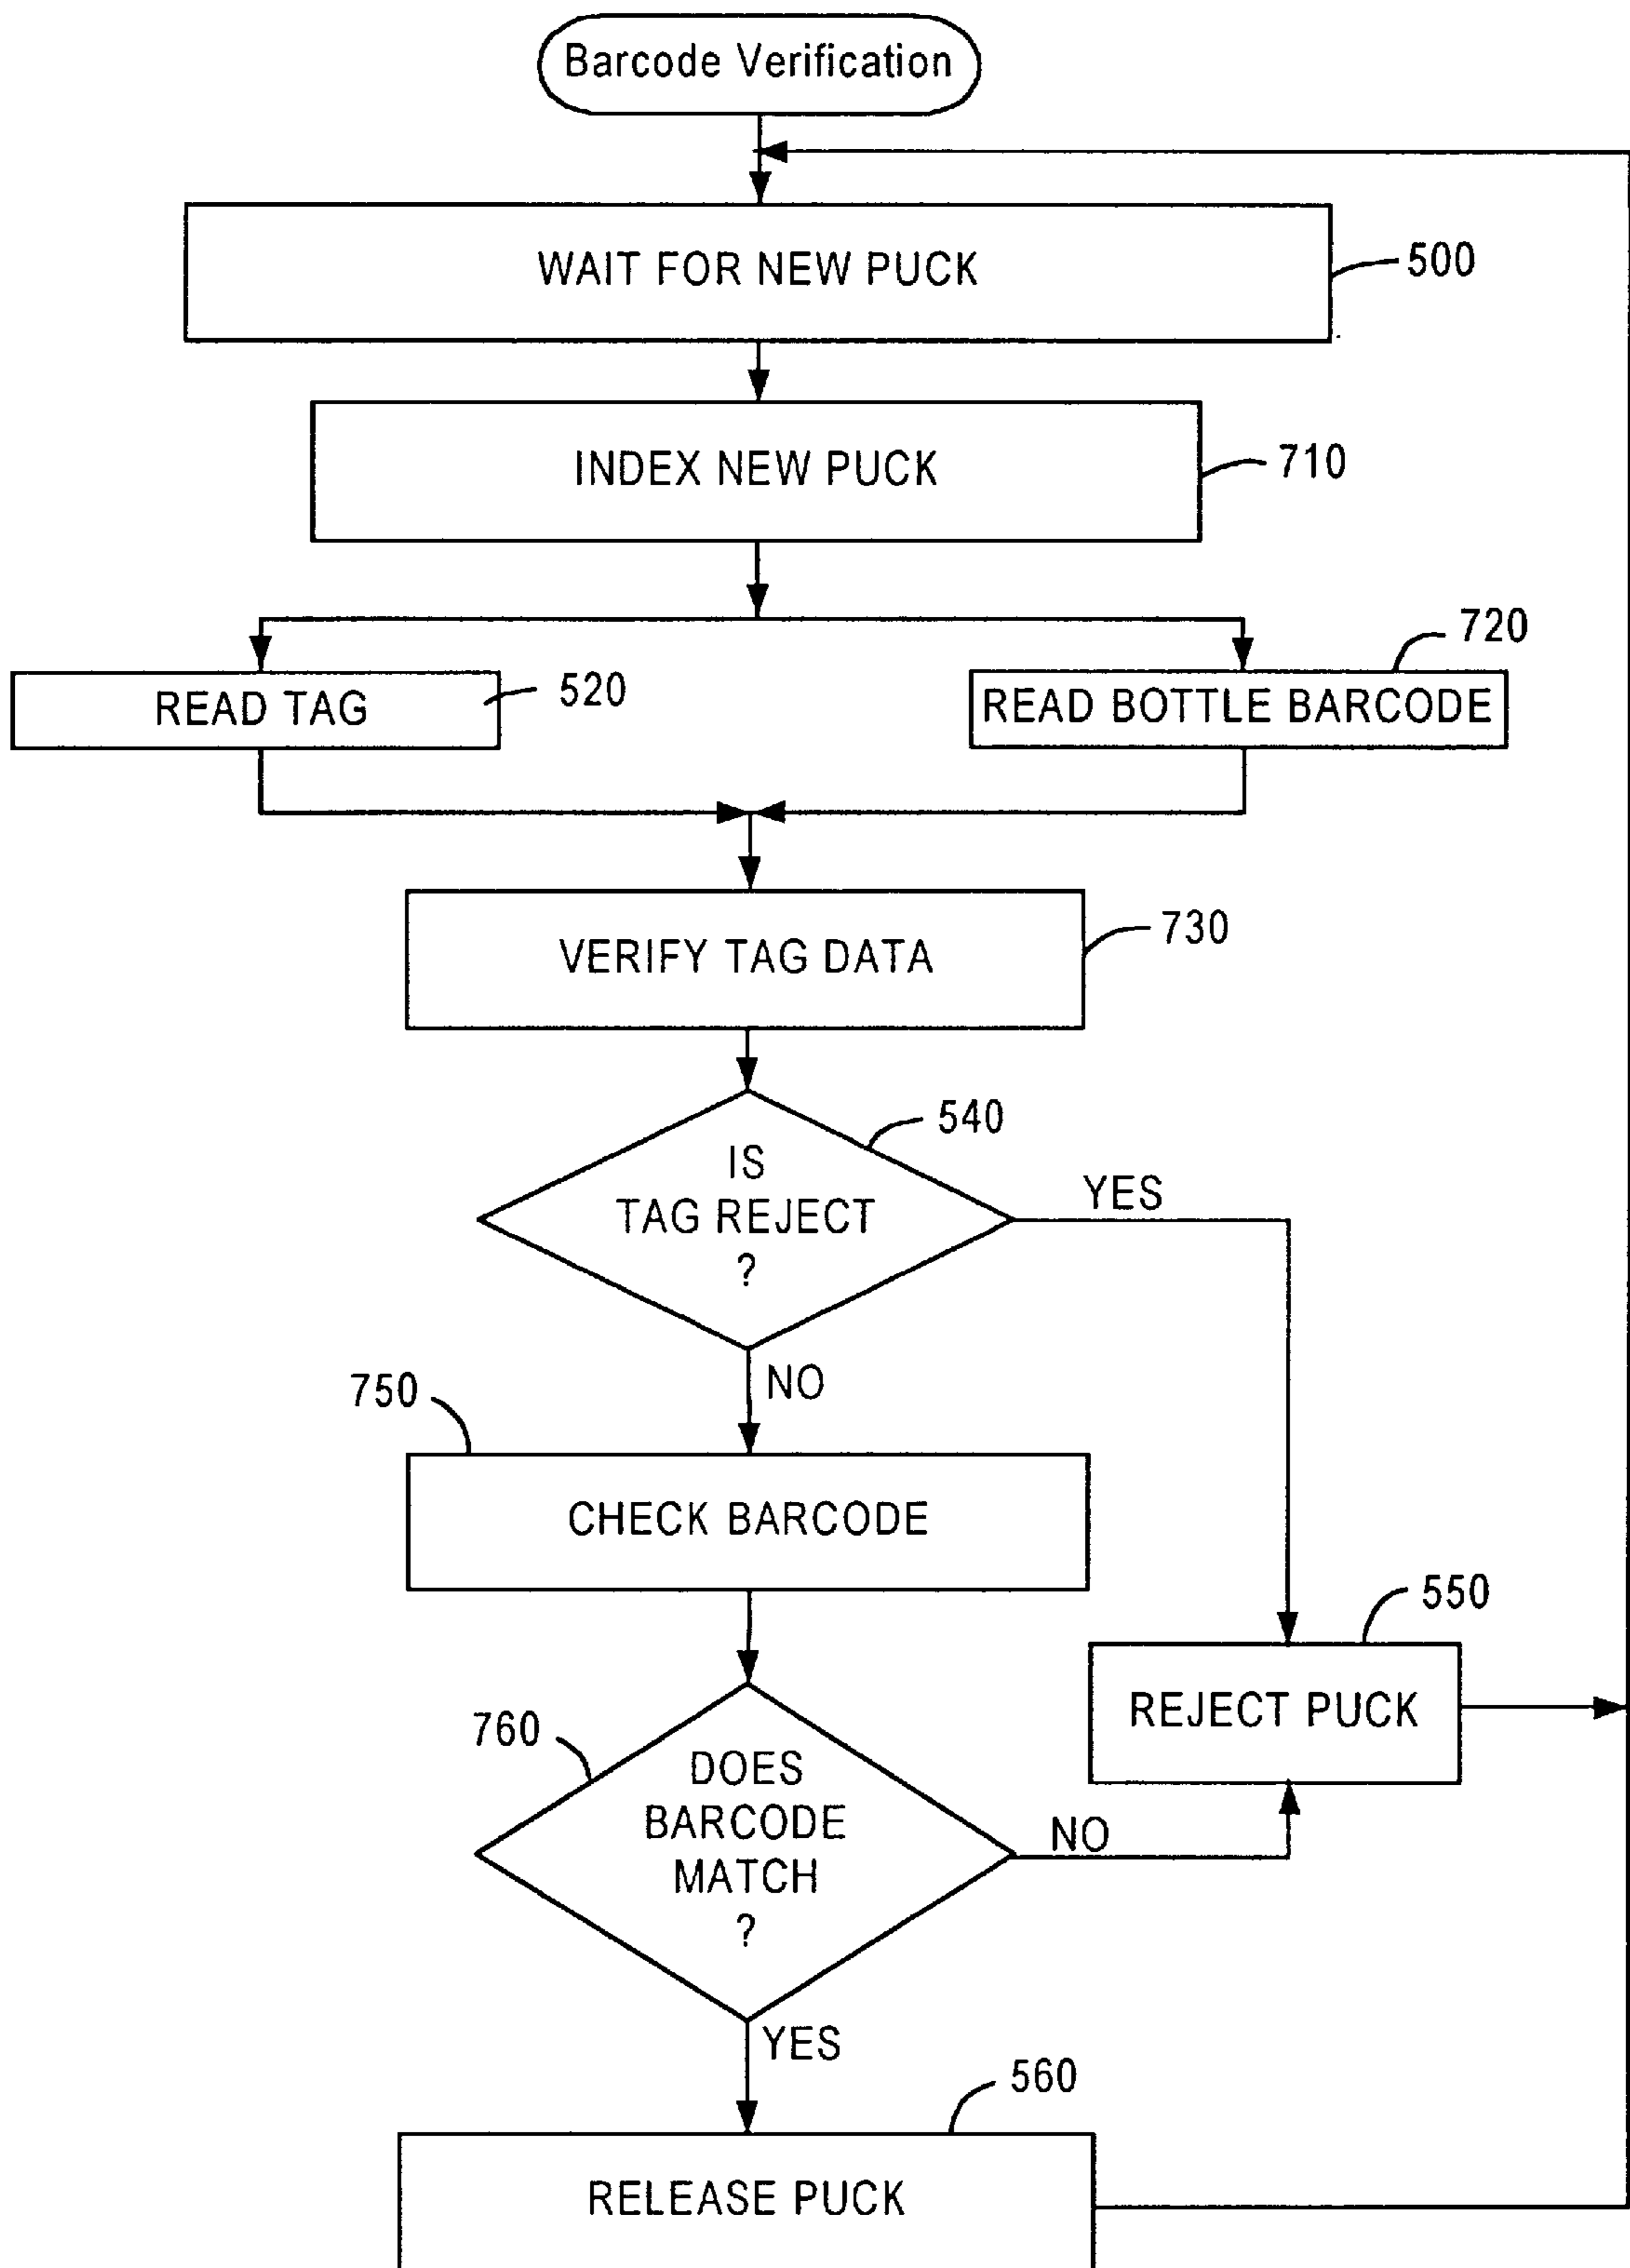 Barcode Verification
WAIT FOR NEW PUCK
500
INDEX NEW PUCK
710
READ TAG
520
720
READ BOTTLE BARCODE
VERIFY TAG DATA
730
540
IS
TAG REJECT
?
YES
NO
750
CHECK BARCODE
550
REJECT PUCK
760
DOES
BARCODE
MATCH
?
NO
YES
560
RELEASE PUCK